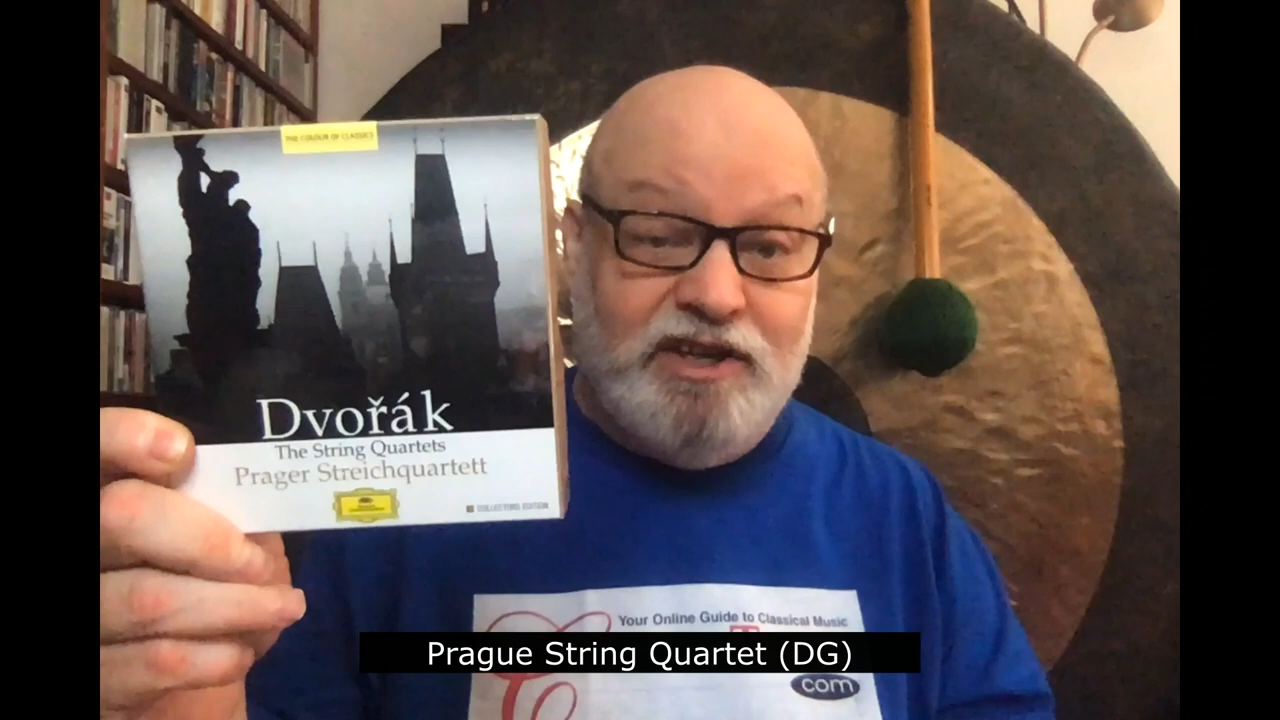 THE COLOUR OF CLASSICS
Dvořák
The String Quartets
Prager Streichquartett
COLLECTORS EDITION
Your Online Guide to Classical Music
com
Prague String Quartet (DG)